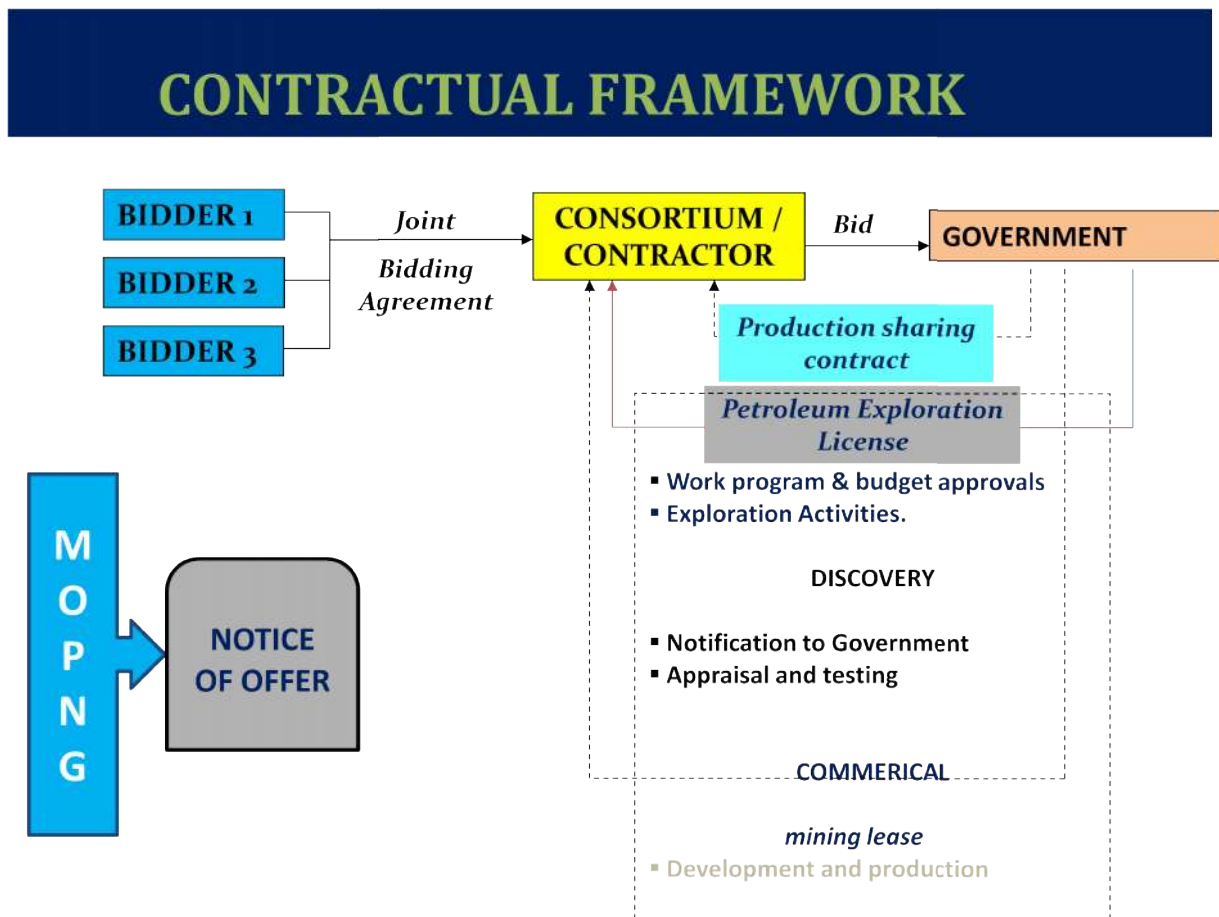 CONTRACTUAL FRAMEWORK
BIDDER 1
BIDDER 2
BIDDER 3
Joint
Bidding
Agreement
CONSORTIUM /
CONTRACTOR
Bid
GOVERNMENT
Production sharing
contract
Petroleum Exploration
License
▪ Work program & budget approvals
▪ Exploration Activities.
DISCOVERY
▪ Notification to Government
▪ Appraisal and testing
COMMERICAL
mining lease
▪ Development and production
M
O
P
N
G
NOTICE
OF OFFER